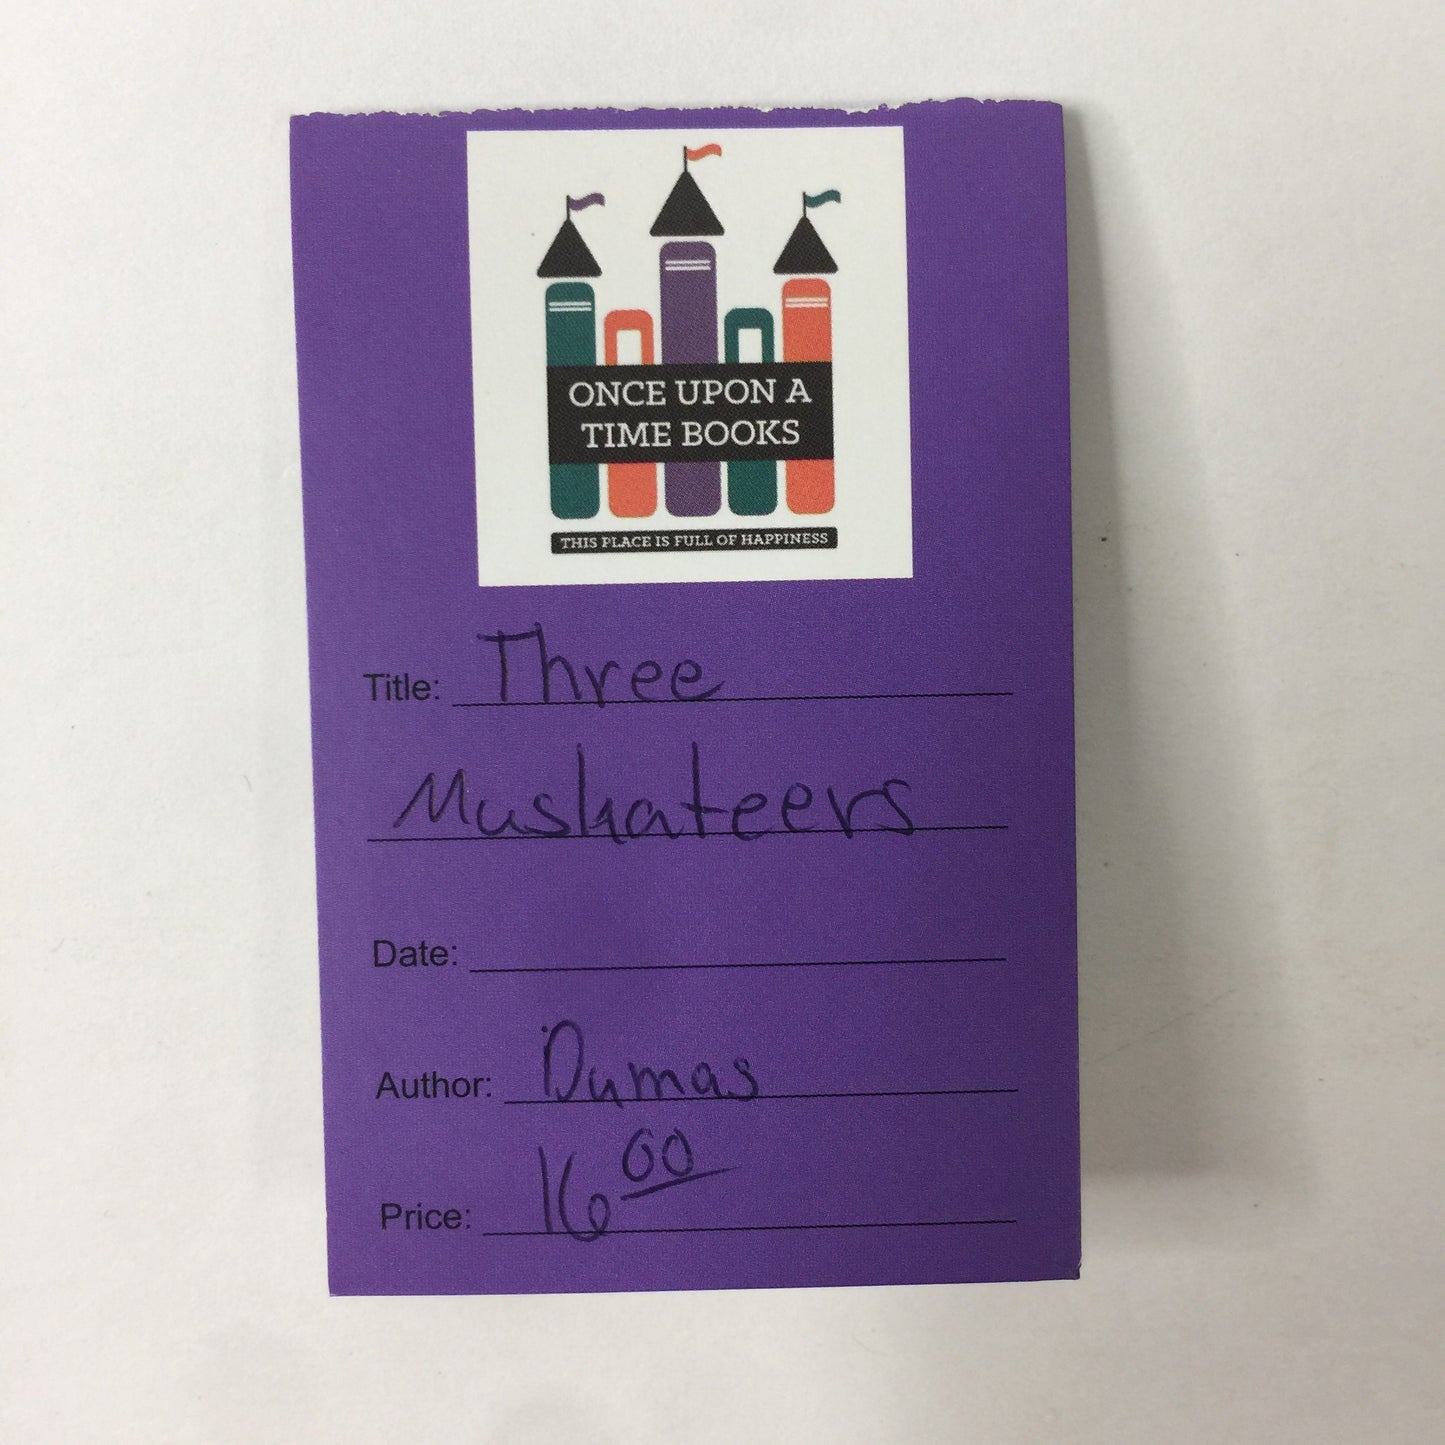 ONCE UPON A
TIME BOOKS
THIS PLACE IS FULL OF HAPPINESS
Title: Three
Muskateers
Date:
Author: Dumas
Price: 16 00